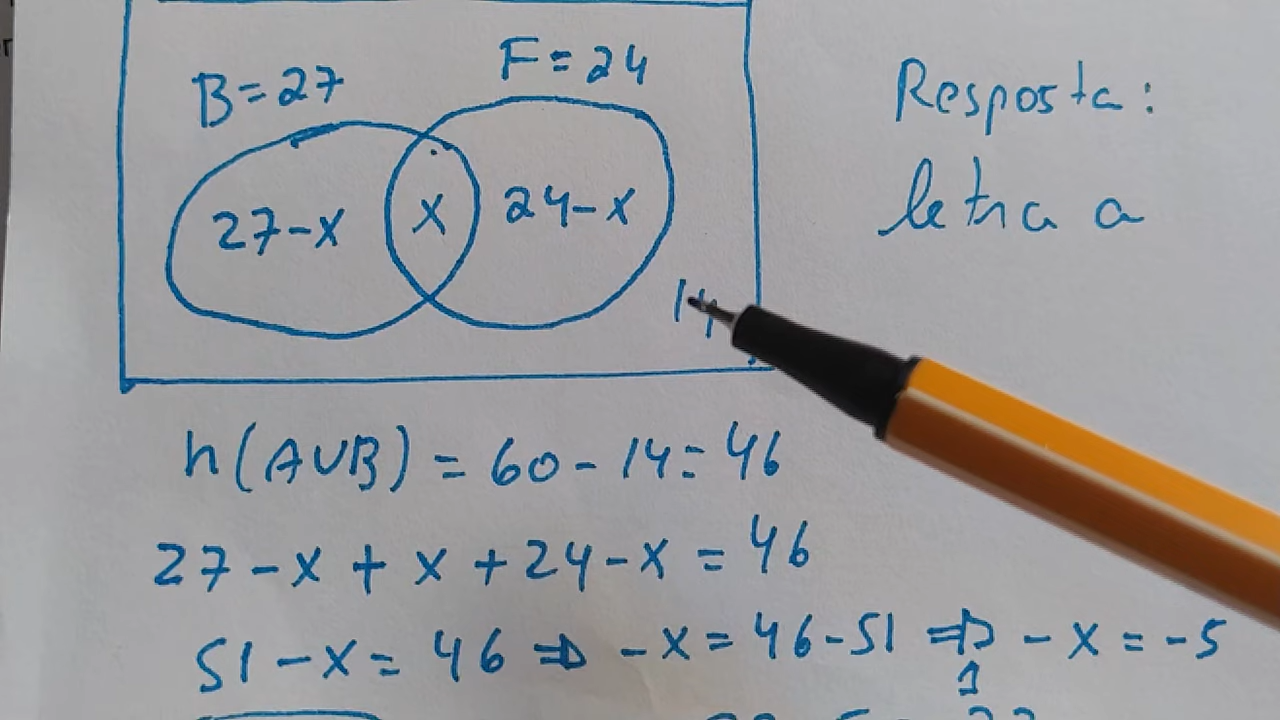 B=27
F=24
Resposta:
letra a
27-x
x
24-x
14
n(AUB) = 60-14=46
27-x+x+24-x=46
51-x=46 ⇒ -x=46-51 ⇒ -x=-5